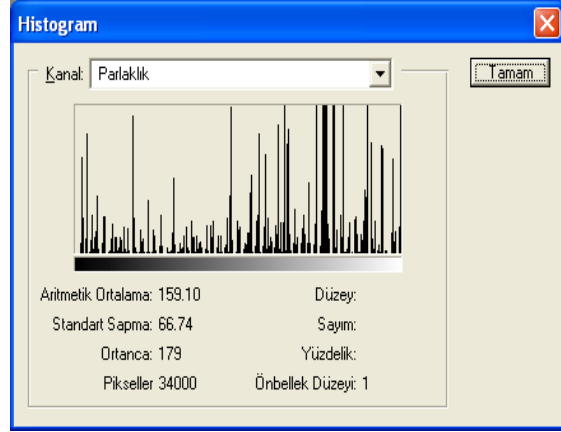 Histogram
Kanal: Parlaklık
Tamam
Aritmetik Ortalama: 159.10 Düzey:
Standart Sapma: 66.74 Sayım:
Ortanca: 179 Yüzdelik:
Pikseller 34000 Önbellek Düzeyi: 1